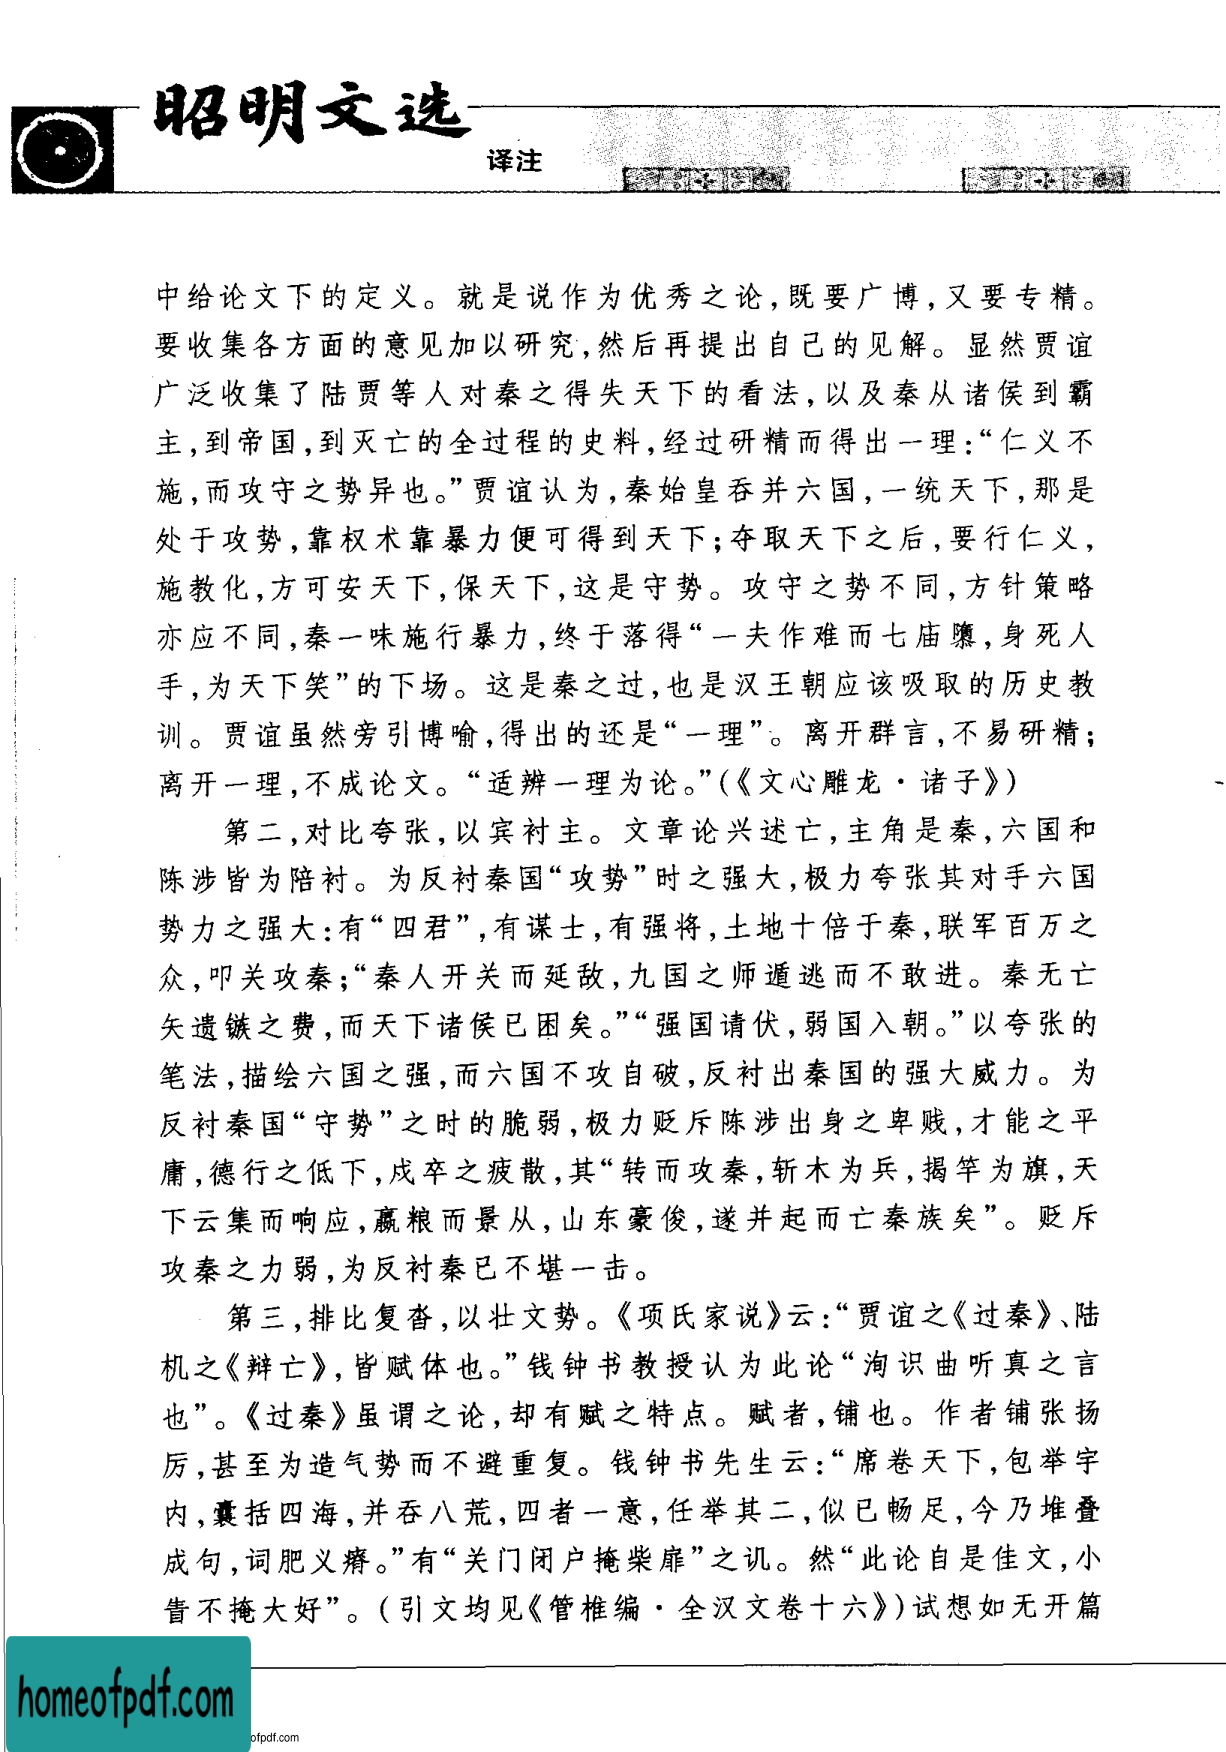 昭明文选
译注
中给论文下的定义。就是说作为优秀之论,既要广博,又要专精。
要收集各方面的意见加以研究,然后再提出自己的见解。显然贾谊
广泛收集了陆贾等人对秦之得失天下的看法,以及秦从诸侯到霸
主,到帝国,到灭亡的全过程的史料,经过研精而得出一理:“仁义不
施,而攻守之势异也。”贾谊认为,秦始皇吞并六国,一统天下,那是
处于攻势,靠权术靠暴力便可得到天下;夺取天下之后,要行仁义,
施教化,方可安天下,保天下,这是守势。攻守之势不同,方针策略
亦应不同,秦一味施行暴力,终于落得“一夫作难而七庙隳,身死人
手,为天下笑”的下场。这是秦之过,也是汉王朝应该吸取的历史教
训。贾谊虽然旁引博喻,得出的还是“一理”。离开群言,不易研精;
离开一理,不成论文。“适辨一理为论。”(《文心雕龙·诸子》)
第二,对比夸张,以宾衬主。文章论兴述亡,主角是秦,六国和
陈涉皆为陪衬。为反衬秦国“攻势”时之强大,极力夸张其对手六国
势力之强大:有“四君”,有谋士,有强将,土地十倍于秦,联军百万之
众,叩关攻秦;“秦人开关而延敌,九国之师遁逃而不敢进。秦无亡
矢遗镞之费,而天下诸侯已困矣。”“强国请伏,弱国入朝。”以夸张的
笔法,描绘六国之强,而六国不攻自破,反衬出秦国的强大威力。为
反衬秦国“守势”之时的脆弱,极力贬斥陈涉出身之卑贱,才能之平
庸,德行之低下,戍卒之疲散,其“转而攻秦,斩木为兵,揭竿为旗,天
下云集而响应,赢粮而景从,山东豪俊,遂并起而亡秦族矣”。贬斥
攻秦之力弱,为反衬秦已不堪一击。
第三,排比复沓,以壮文势。《项氏家说》云:“贾谊之《过秦》、陆
机之《辩亡》,皆赋体也。”钱钟书教授认为此论“洵识曲听真之言
也”。《过秦》虽谓之论,却有赋之特点。赋者,铺也。作者铺张扬
厉,甚至为造气势而不避重复。钱钟书先生云:“席卷天下,包举宇
内,囊括四海,并吞八荒,四者一意,任举其二,似已畅足,今乃堆叠
成句,词肥义瘠。”有“关门闭户掩柴扉”之讥。然“此论自是佳文,小
眚不掩大好”。(引文均见《管椎编·全汉文卷十六》)试想如无开篇
homeofpdf.com
ofpdf.com